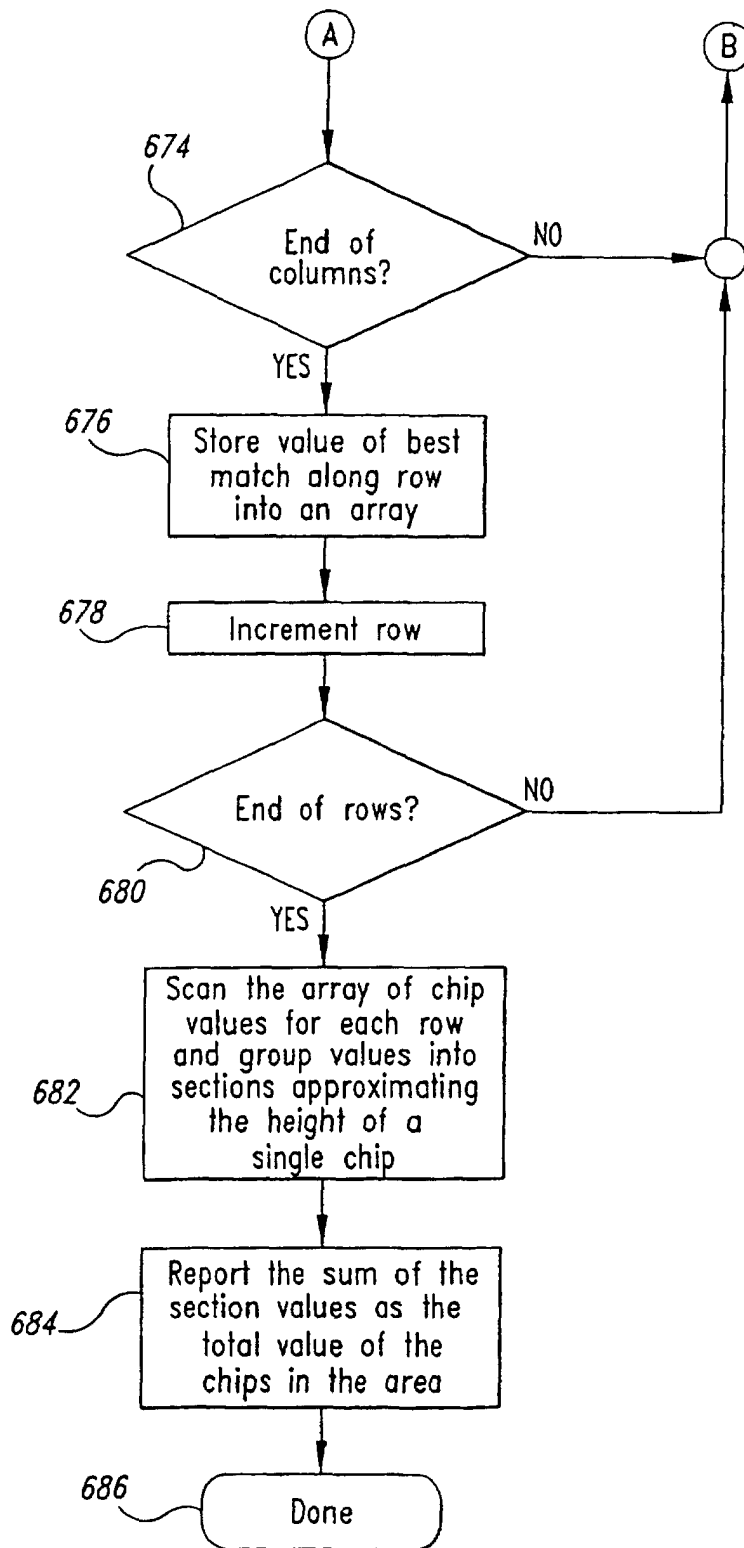 A
B
674
End of
columns?
NO
YES
676
Store value of best
match along row
into an array
678
Increment row
End of rows?
NO
680
YES
Scan the array of chip
values for each row
and group values into
sections approximating
the height of a
single chip
682
Report the sum of the
section values as the
total value of the
chips in the area
684
686
Done